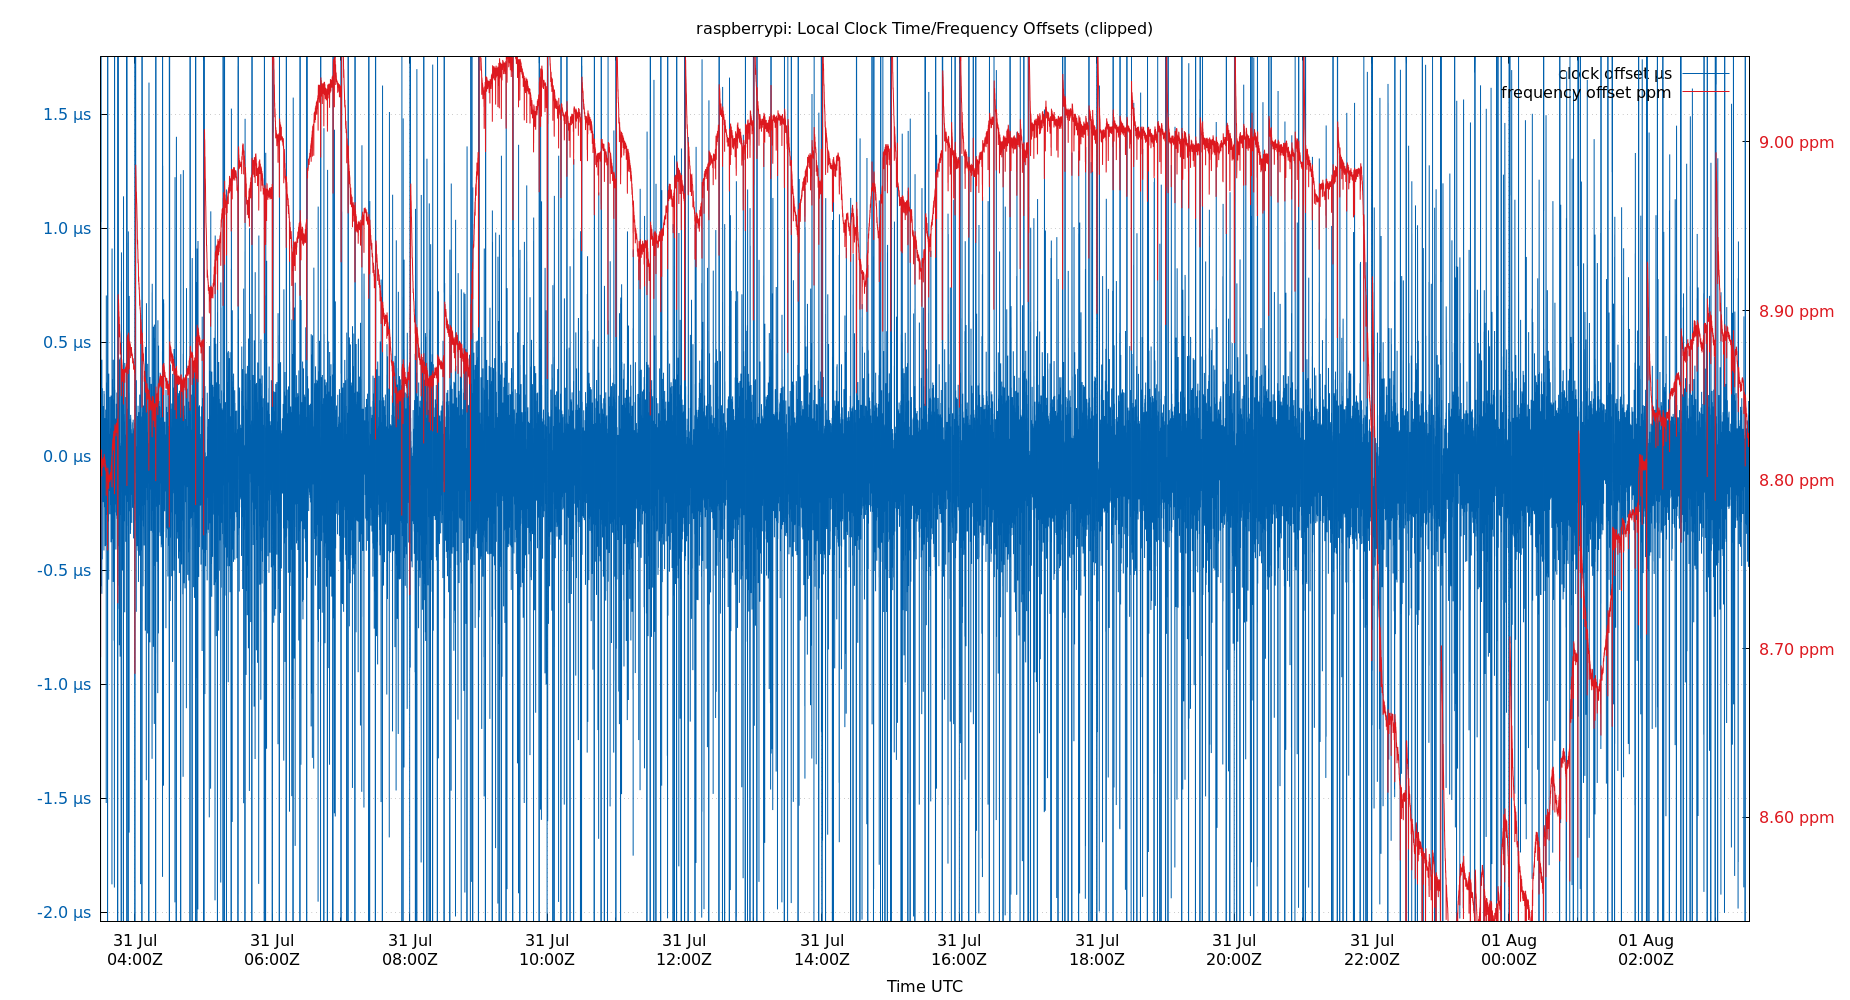 raspberrypi: Local Clock Time/Frequency Offsets (clipped)
clock offset µs
frequency offset ppm
1.5 µs
1.0 µs
0.5 µs
0.0 µs
-0.5 µs
-1.0 µs
-1.5 µs
-2.0 µs
9.00 ppm
8.90 ppm
8.80 ppm
8.70 ppm
8.60 ppm
31 Jul 31 Jul 31 Jul 31 Jul 31 Jul 31 Jul 31 Jul 31 Jul 31 Jul 31 Jul 01 Aug 01 Aug
04:00Z 06:00Z 08:00Z 10:00Z 12:00Z 14:00Z 16:00Z 18:00Z 20:00Z 22:00Z 00:00Z 02:00Z
Time UTC